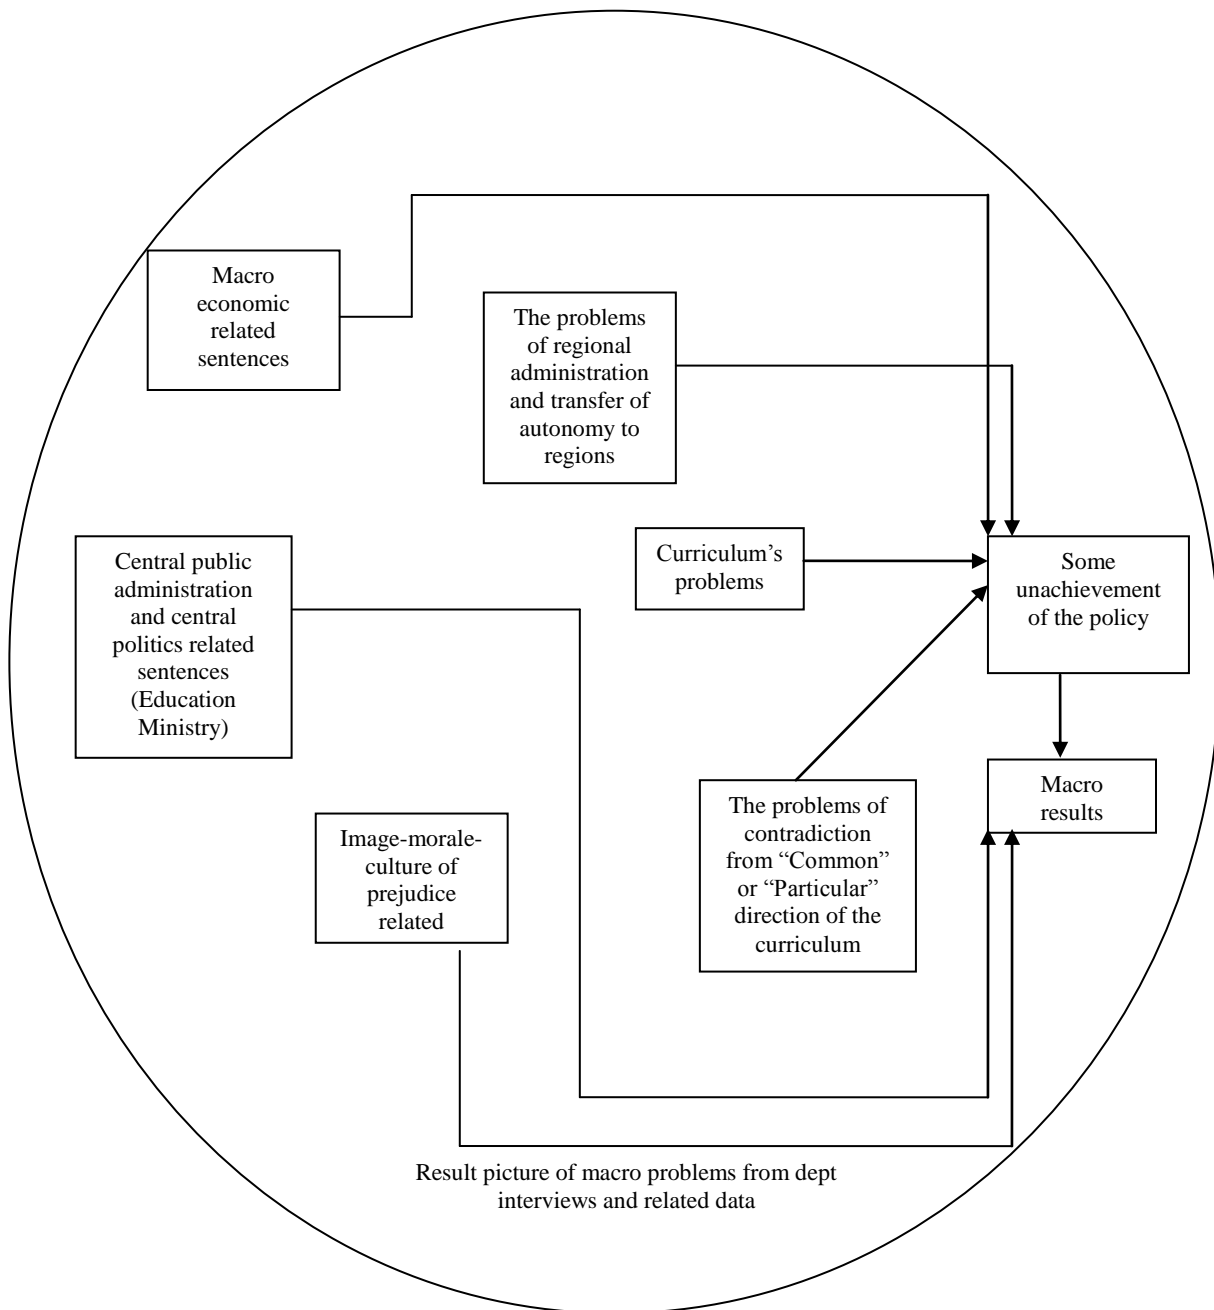 Macro
economic
related
sentences
The problems
of regional
administration
and transfer of
autonomy to
regions
Curriculum’s
problems
Some
unachievement
of the policy
Central public
administration
and central
politics related
sentences
(Education
Ministry)
Macro
results
The problems of
contradiction
from “Common”
or “Particular”
direction of the
curriculum
Image-morale-
culture of
prejudice
related
Result picture of macro problems from dept
interviews and related data